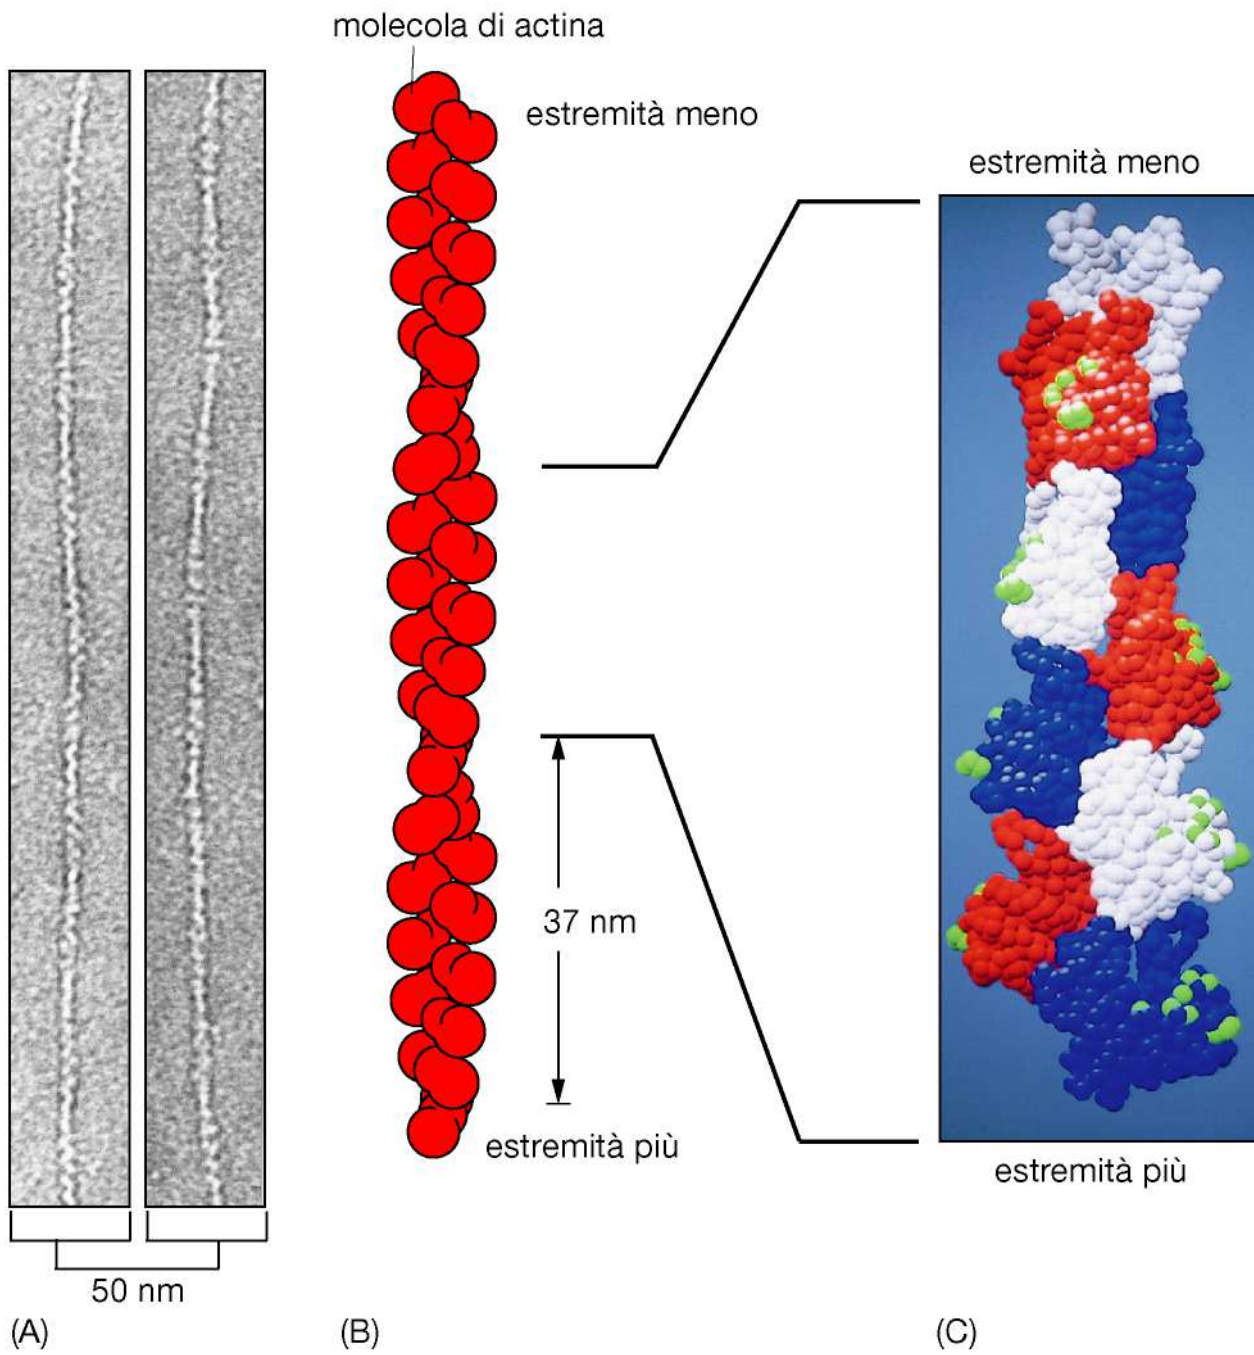 molecola di actina
estremità meno
estremità meno
37 nm
estremità più
estremità più
50 nm
(A)
(B)
(C)